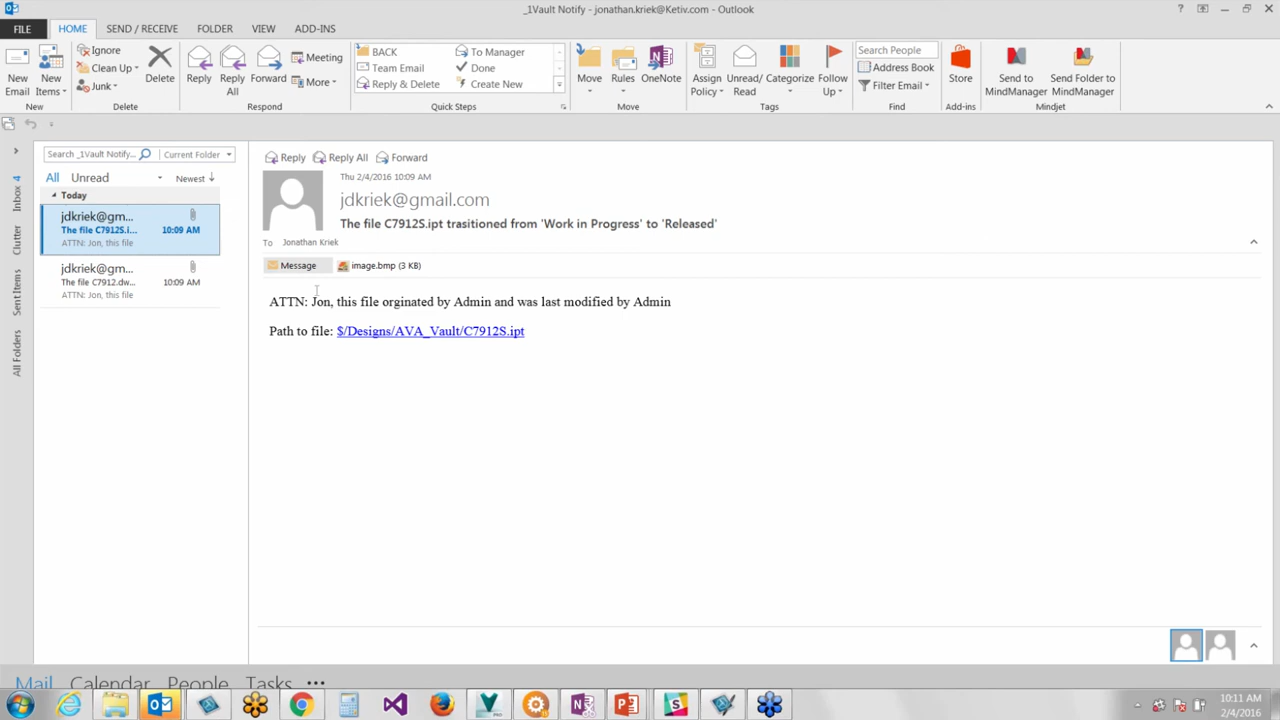 _1Vault Notify - jonathan.kriek@Ketiv.com - Outlook
FILE HOME SEND / RECEIVE FOLDER VIEW ADD-INS
New Email
New Items
Ignore
Clean Up
Junk
Delete
Reply
Reply All
Forward
Meeting
More
BACK
Team Email
Reply & Delete
To Manager
Done
Create New
Move
Rules
OneNote
Assign Policy
Unread/ Read
Categorize
Follow Up
Search People
Address Book
Filter Email
Store
Send to MindManager
Send Folder to MindManager
New Delete Respond Quick Steps Move Tags Find Add-ins Mindjet
Search _1Vault Notify... Current Folder
All Unread Newest
Today
jdkriek@gm...
The file C7912S.i... 10:09 AM
ATTN: Jon, this file
jdkriek@gm...
The file C7912.dw... 10:09 AM
ATTN: Jon, this file
Inbox 4
Clutter
Sent Items
All Folders
Reply Reply All Forward
Thu 2/4/2016 10:09 AM
jdkriek@gmail.com
The file C7912S.ipt trasitioned from 'Work in Progress' to 'Released'
To Jonathan Kriek
Message image.bmp (3 KB)
ATTN: Jon, this file orginated by Admin and was last modified by Admin
Path to file: $/Designs/AVA_Vault/C7912S.ipt
Mail Calendar People Tasks
10:11 AM
2/4/2016